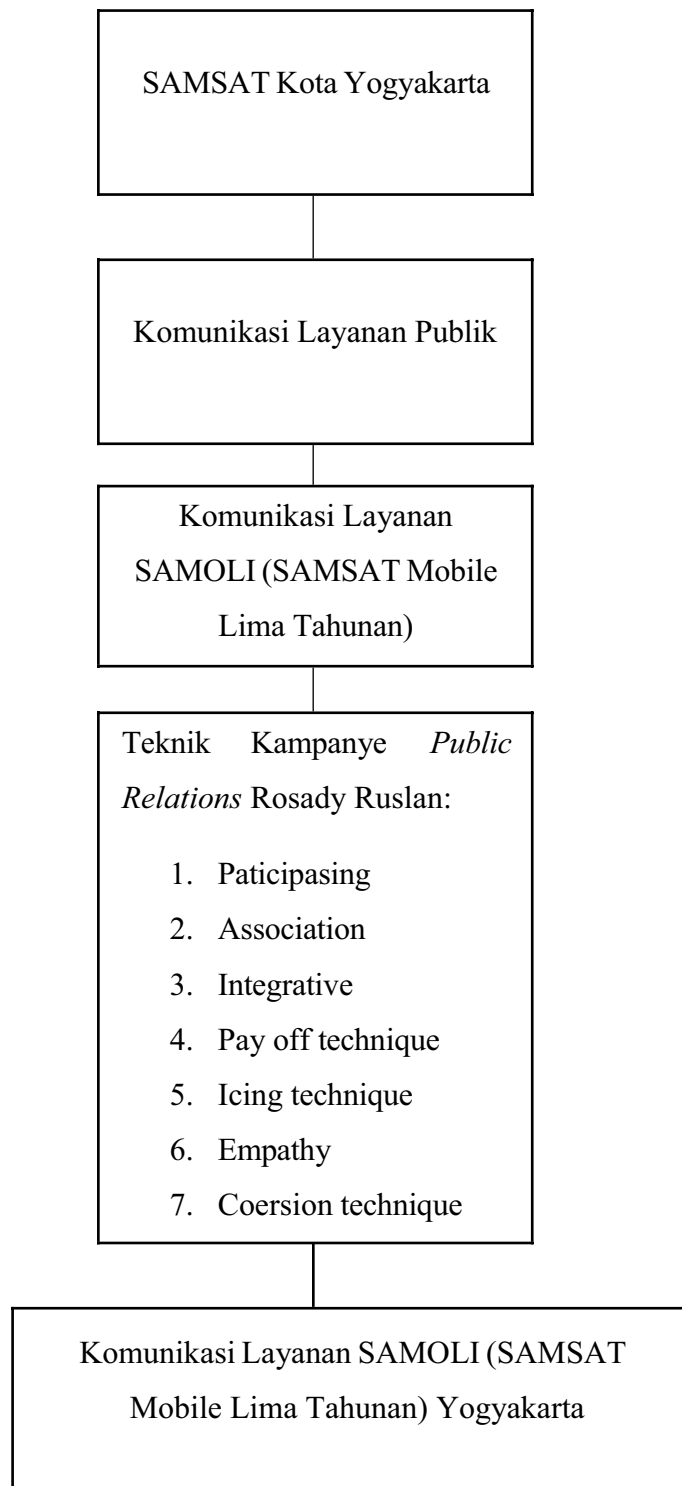 SAMSAT Kota Yogyakarta
Komunikasi Layanan Publik
Komunikasi Layanan
SAMOLI (SAMSAT Mobile
Lima Tahunan)
Teknik Kampanye Public
Relations Rosady Ruslan:
1. Paticipasing
2. Association
3. Integrative
4. Pay off technique
5. Icing technique
6. Empathy
7. Coersion technique
Komunikasi Layanan SAMOLI (SAMSAT
Mobile Lima Tahunan) Yogyakarta